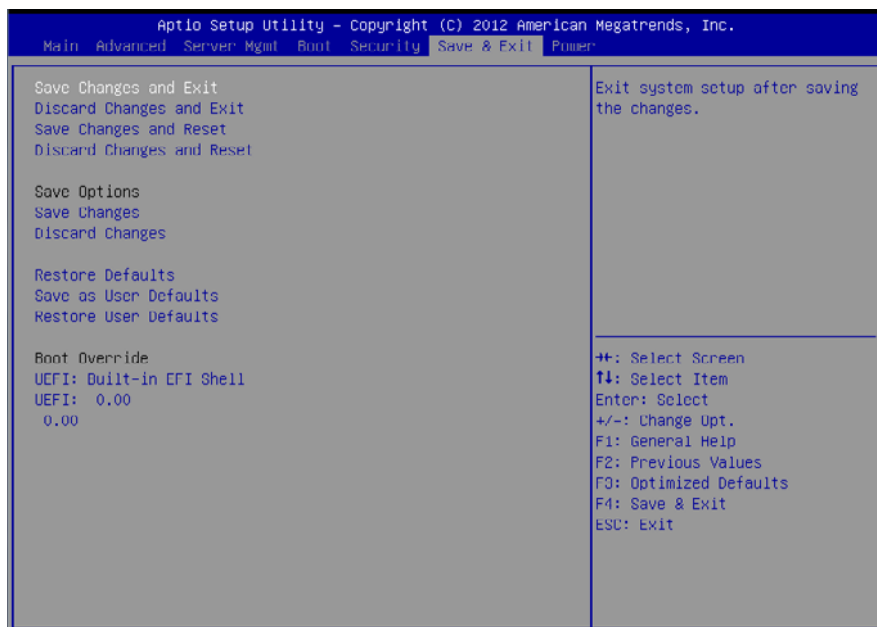 Aptio Setup Utility – Copyright (C) 2012 American Megatrends, Inc.
Main Advanced Server Mgmt Boot Security Save & Exit Power
Save Changes and Exit
Discard Changes and Exit
Save Changes and Reset
Discard Changes and Reset
Save Options
Save Changes
Discard Changes
Restore Defaults
Save as User Defaults
Restore User Defaults
Boot Override
UEFI: Built-in EFI Shell
UEFI: 0.00
0.00
Exit system setup after saving
the changes.
→←: Select Screen
↑↓: Select Item
Enter: Select
+/-: Change Opt.
F1: General Help
F2: Previous Values
F3: Optimized Defaults
F4: Save & Exit
ESC: Exit